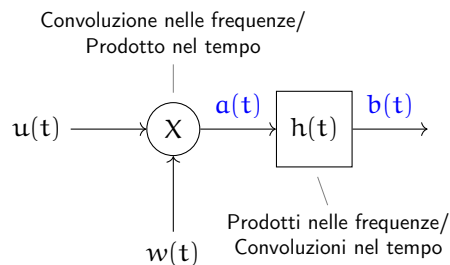 Convoluzione nelle frequenze/
Prodotto nel tempo
u(t)
X
a(t)
h(t)
b(t)
w(t)
Prodotti nelle frequenze/
Convoluzioni nel tempo